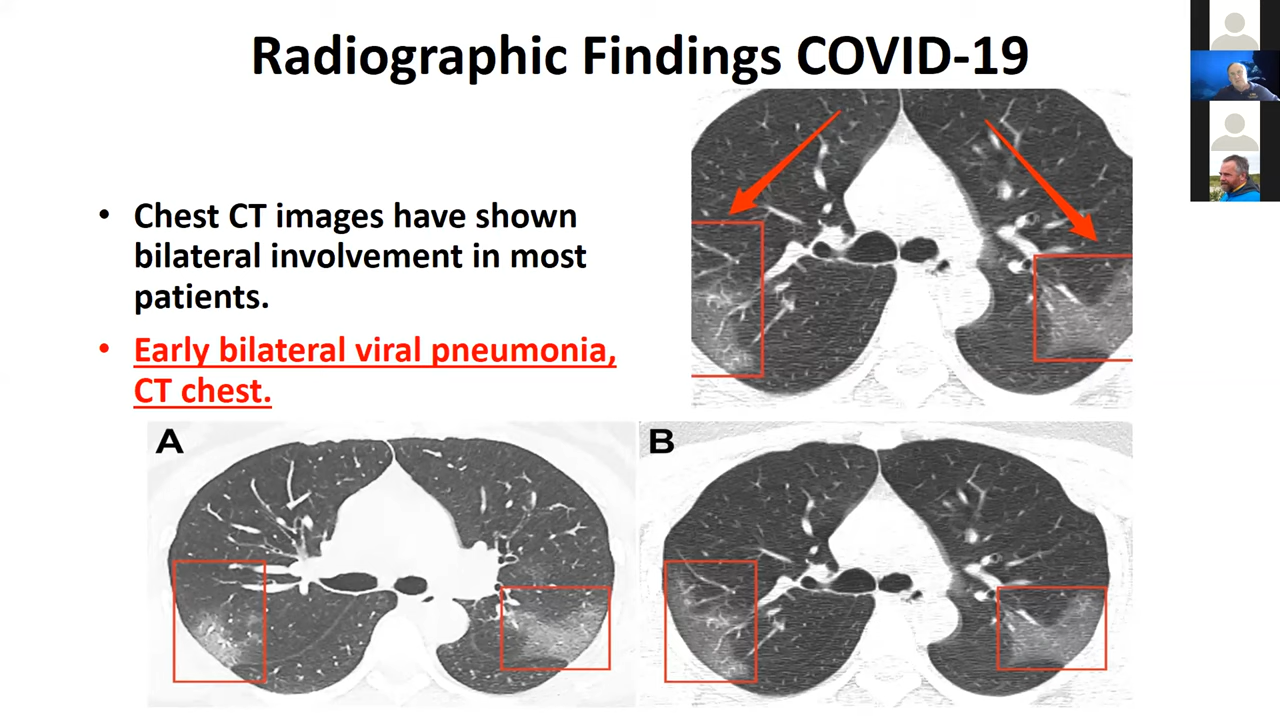 Radiographic Findings COVID-19
• Chest CT images have shown
bilateral involvement in most
patients.
• Early bilateral viral pneumonia,
CT chest.
A
B